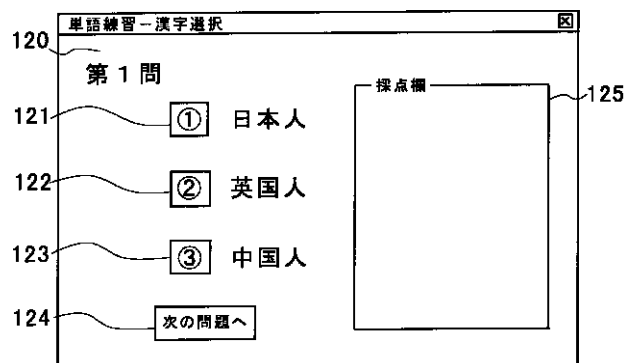 単語練習－漢字選択
120
第1問
採点欄
125
121
① 日本人
122
② 英国人
123
③ 中国人
124
次の問題へ